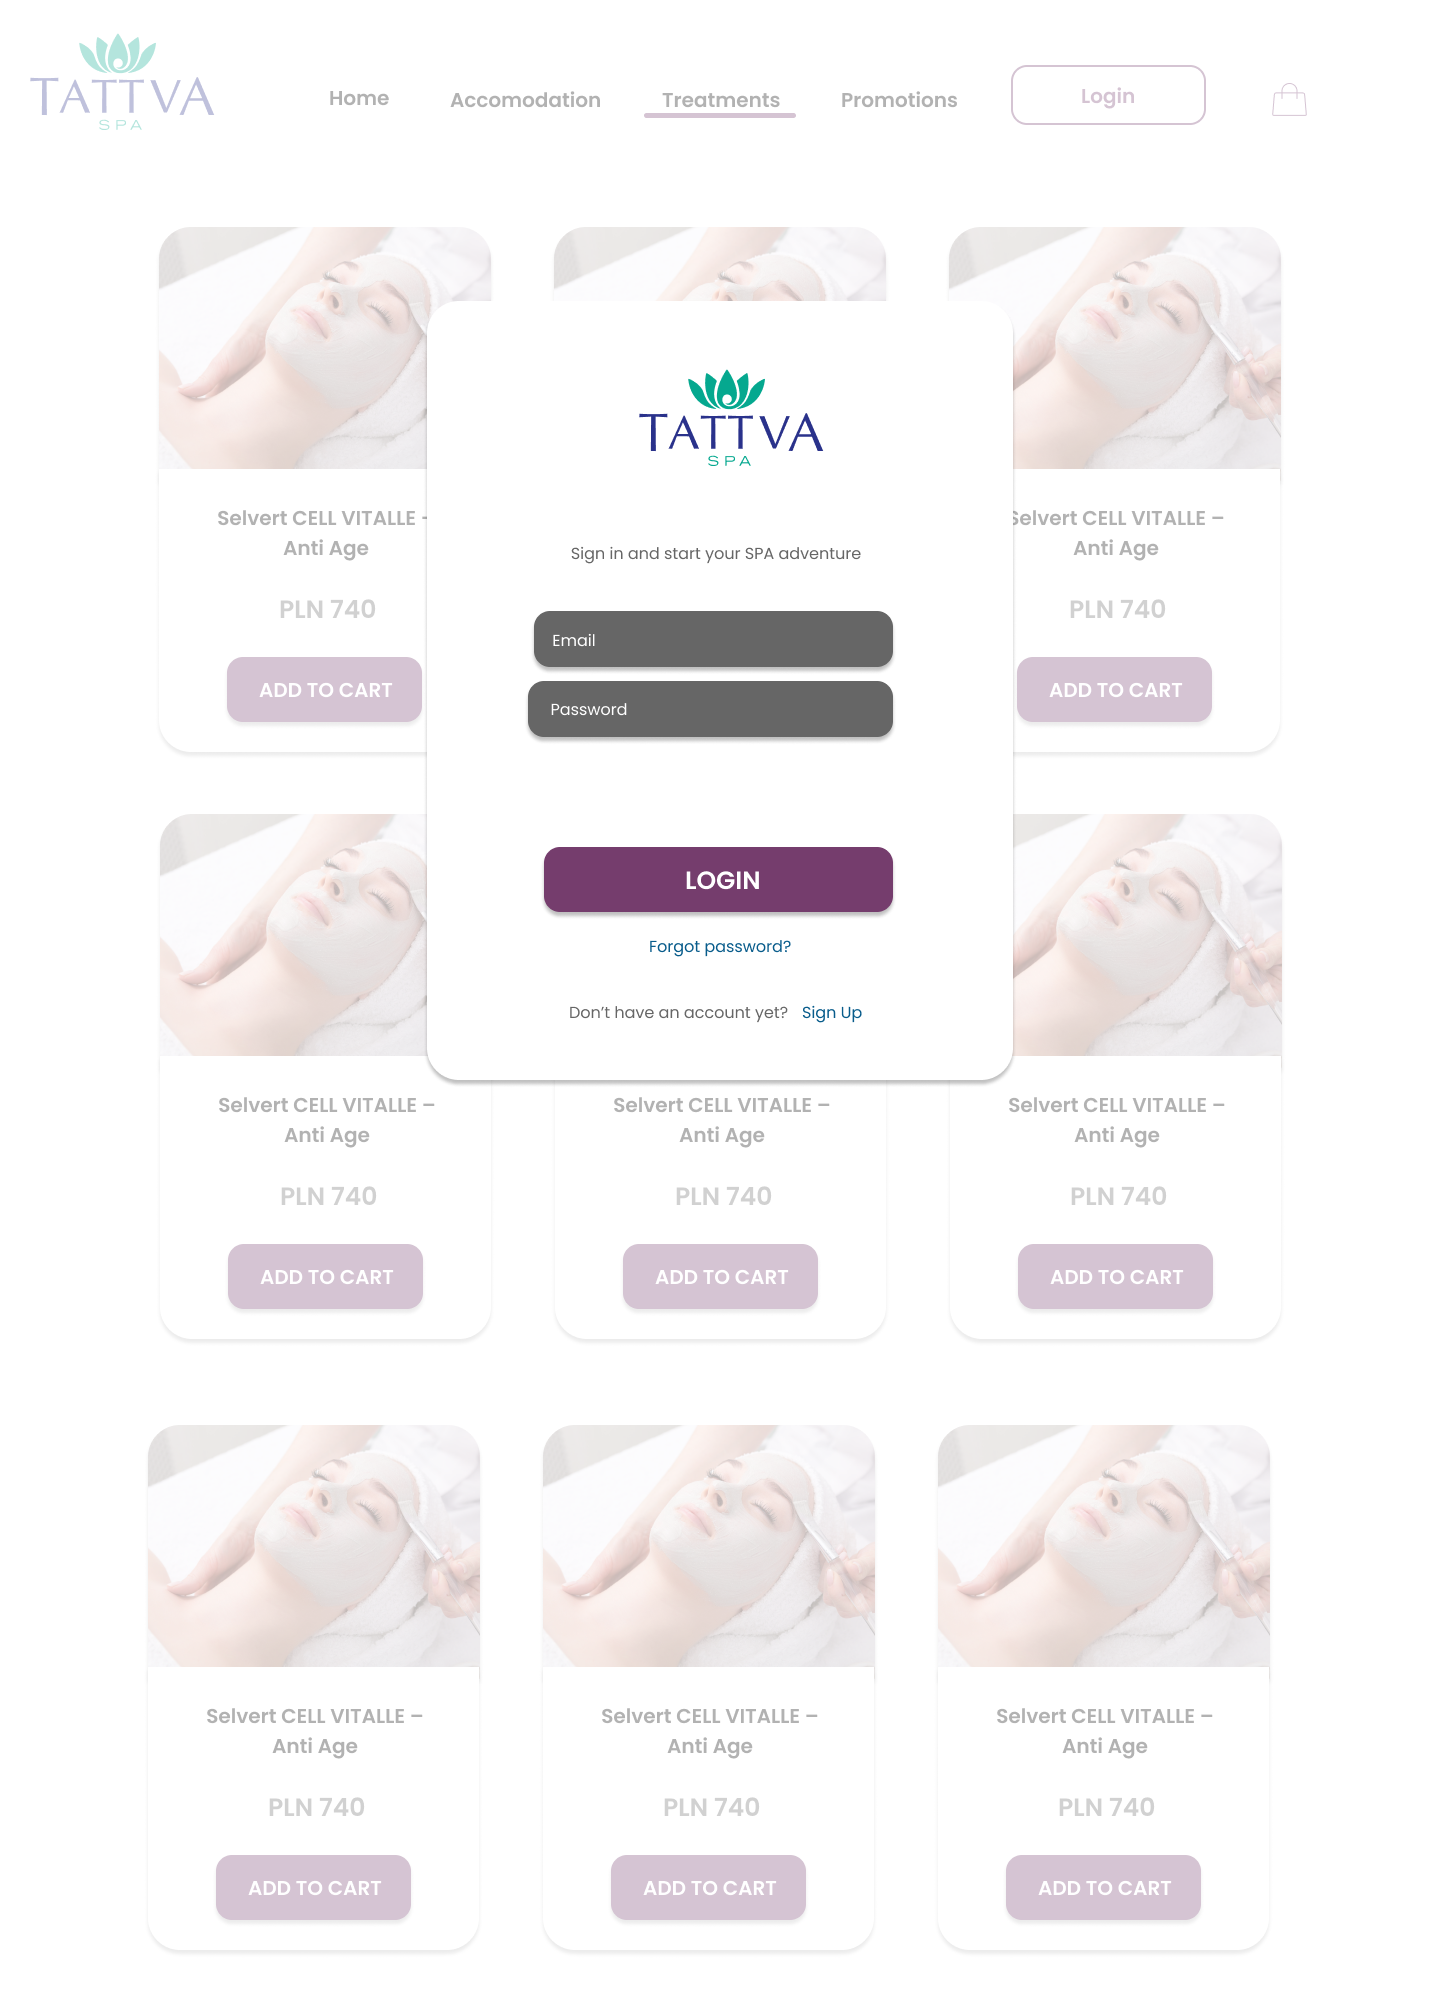 TATTVA
SPA
Home
Accomodation
Treatments
Promotions
Login
TATTVA
SPA
Sign in and start your SPA adventure
Email
Password
LOGIN
Forgot password?
Don’t have an account yet? Sign Up
Selvert CELL VITALLE –
Anti Age
PLN 740
ADD TO CART
Selvert CELL VITALLE –
Anti Age
PLN 740
ADD TO CART
Selvert CELL VITALLE –
Anti Age
PLN 740
ADD TO CART
Selvert CELL VITALLE –
Anti Age
PLN 740
ADD TO CART
Selvert CELL VITALLE –
Anti Age
PLN 740
ADD TO CART
Selvert CELL VITALLE –
Anti Age
PLN 740
ADD TO CART
Selvert CELL VITALLE –
Anti Age
PLN 740
ADD TO CART
Selvert CELL VITALLE –
Anti Age
PLN 740
ADD TO CART